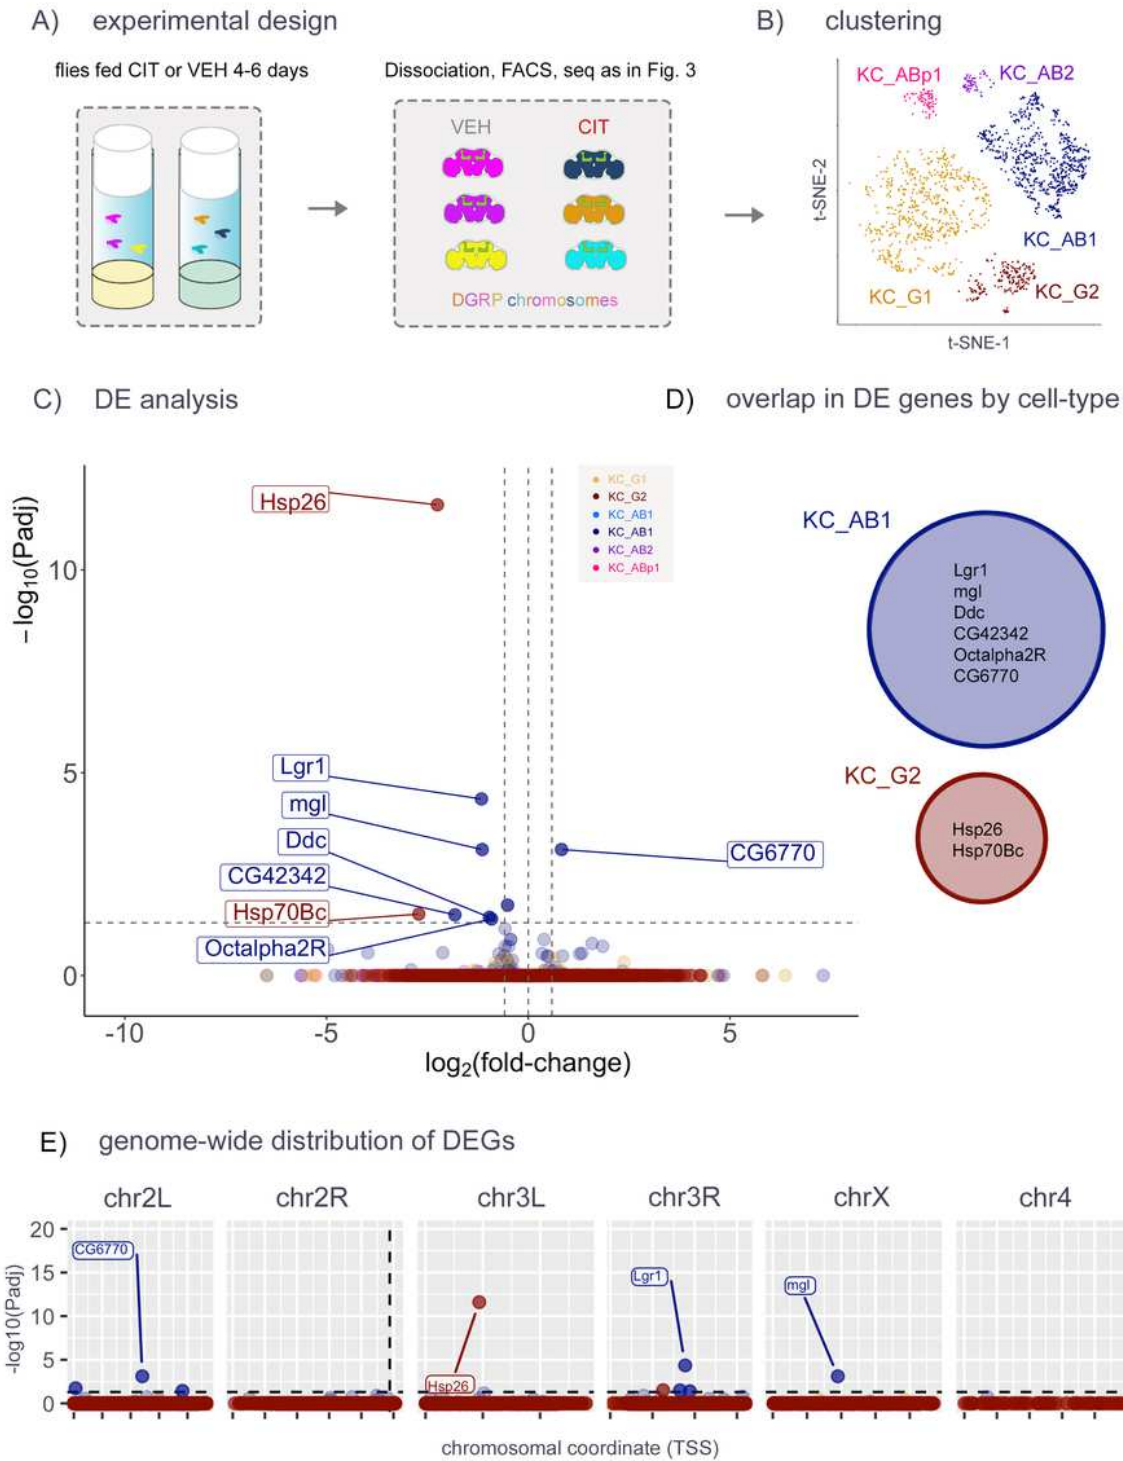 A) experimental design
flies fed CIT or VEH 4-6 days
Dissociation, FACS, seq as in Fig. 3
VEH
CIT
DGRP chromosomes
B) clustering
KC_ABp1
KC_AB2
KC_AB1
KC_G1
KC_G2
t-SNE-2
t-SNE-1
C) DE analysis
Hsp26
KC_G1
KC_G2
KC_AB1
KC_AB1
KC_AB2
KC_ABp1
Lgr1
mgl
Ddc
CG42342
Hsp70Bc
Octalpha2R
CG6770
−log10(Padj)
10
5
0
-10
-5
0
5
log2(fold-change)
D) overlap in DE genes by cell-type
KC_AB1
Lgr1
mgl
Ddc
CG42342
Octalpha2R
CG6770
KC_G2
Hsp26
Hsp70Bc
E) genome-wide distribution of DEGs
chr2L
chr2R
chr3L
chr3R
chrX
chr4
-log10(Padj)
20
15
10
5
0
CG6770
Hsp26
Lgr1
mgl
chromosomal coordinate (TSS)